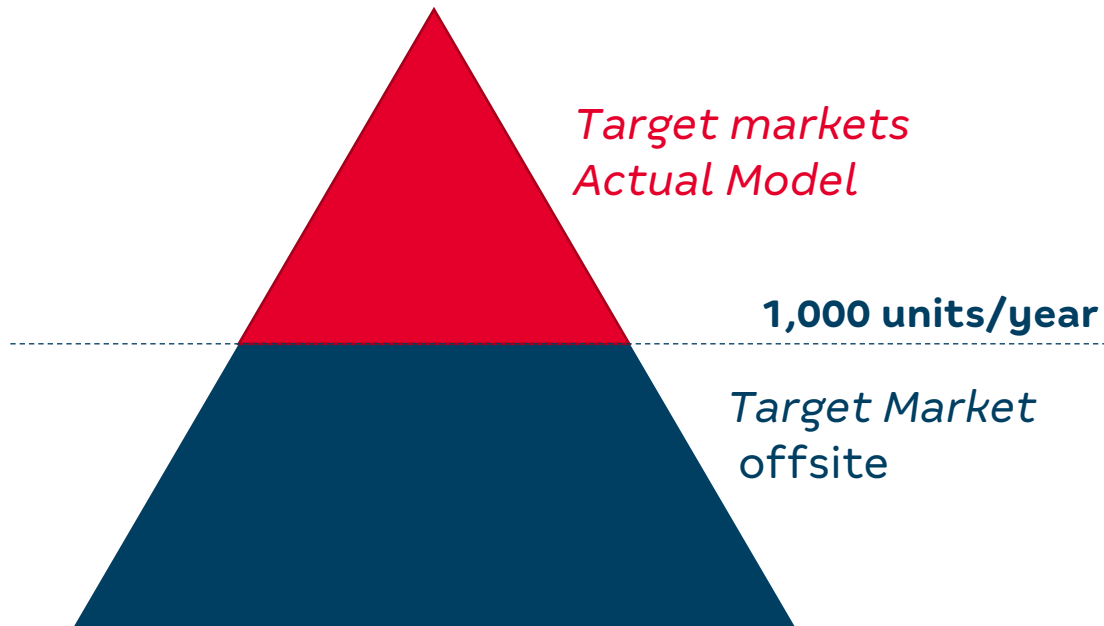 Target markets
Actual Model
1,000 units/year
Target Market
offsite